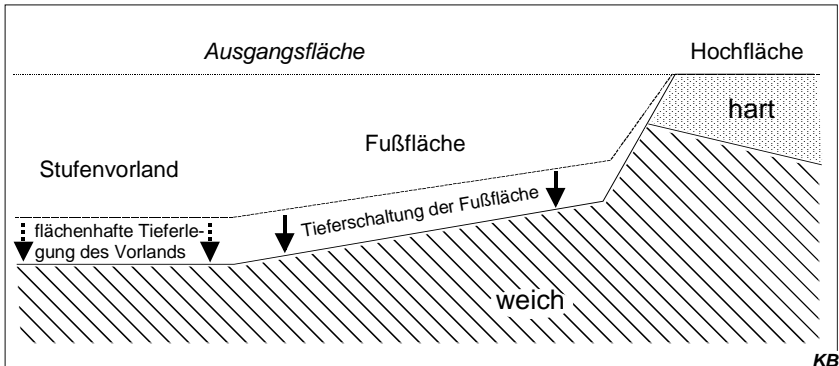 Ausgangsfläche
Hochfläche
hart
Fußfläche
Stufenvorland
Tieferschaltung der Fußfläche
flächenhafte Tieferle-
gung des Vorlands
weich
KB